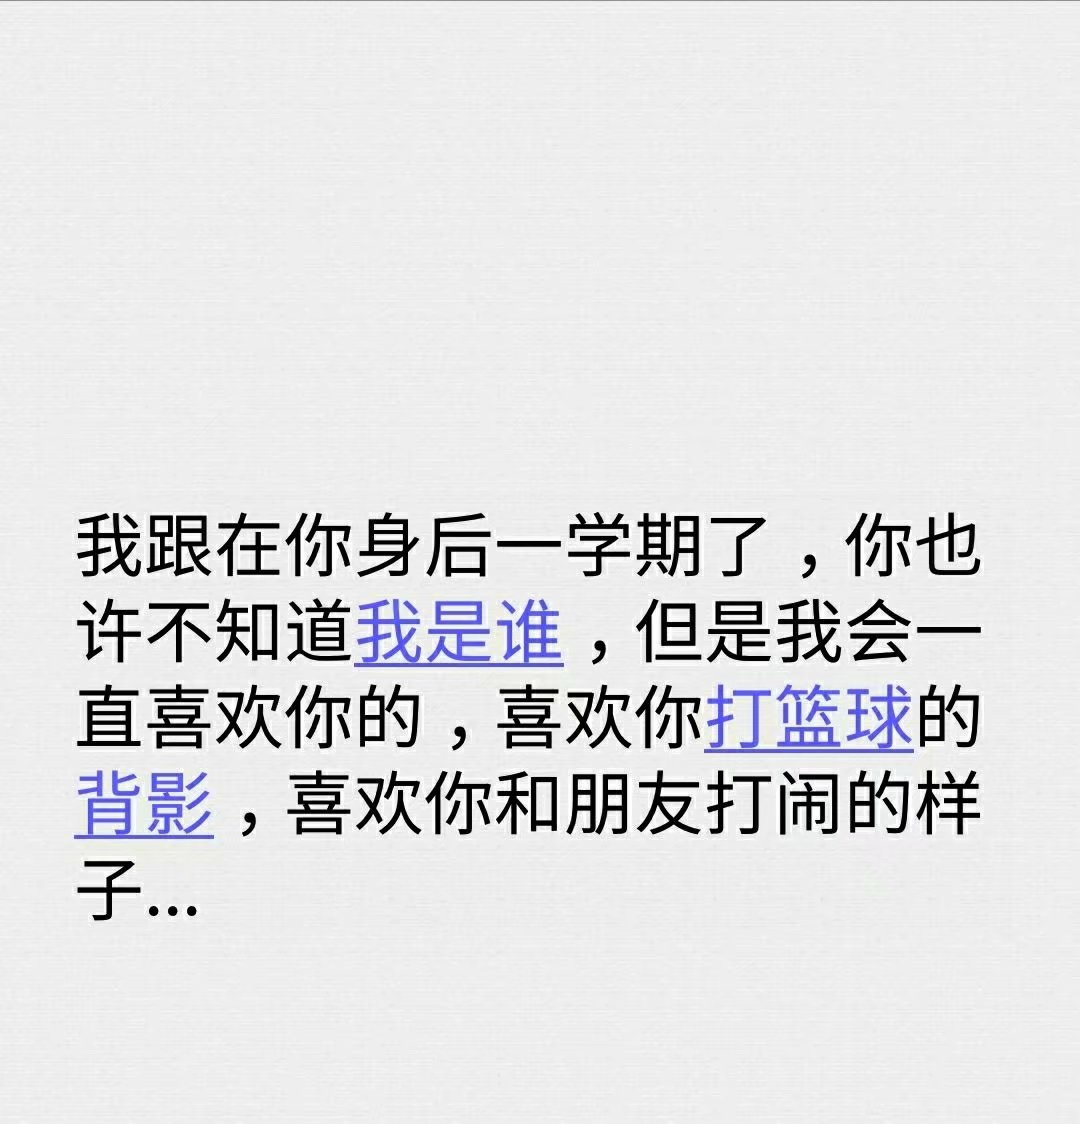 我跟在你身后一学期了，你也
许不知道我是谁，但是我会一
直喜欢你的，喜欢你打篮球的
背影，喜欢你和朋友打闹的样
子...